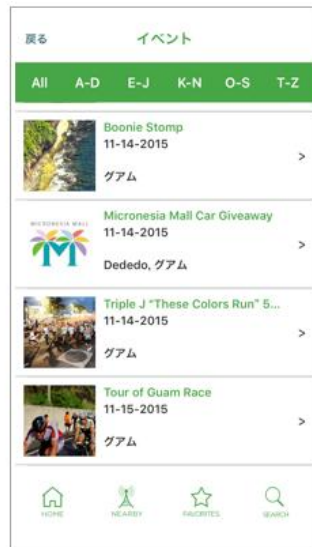 戻る イベント
All A-D E-J K-N O-S T-Z
Boonie Stomp
11-14-2015
グアム
>
MICRONESIA MALL
M
Micronesia Mall Car Giveaway
11-14-2015
Dededo, グアム
>
Triple J "These Colors Run" 5...
11-14-2015
グアム
>
Tour of Guam Race
11-15-2015
グアム
>
HOME NEARBY FAVORITES SEARCH